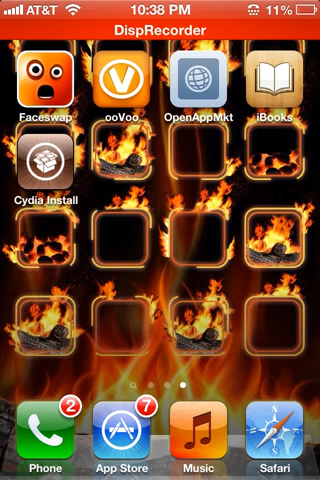 AT&T 10:38 PM 11%
DispRecorder
Faceswap ooVoo OpenAppMkt iBooks
Cydia Install
2 7
Phone App Store Music Safari